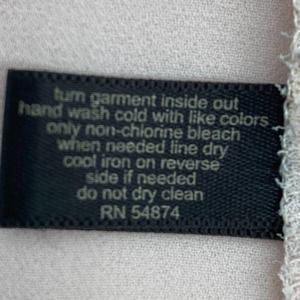 turn garment inside out
hand wash cold with like colors
only non-chlorine bleach
when needed line dry
cool iron on reverse
side if needed
do not dry clean
RN 54874